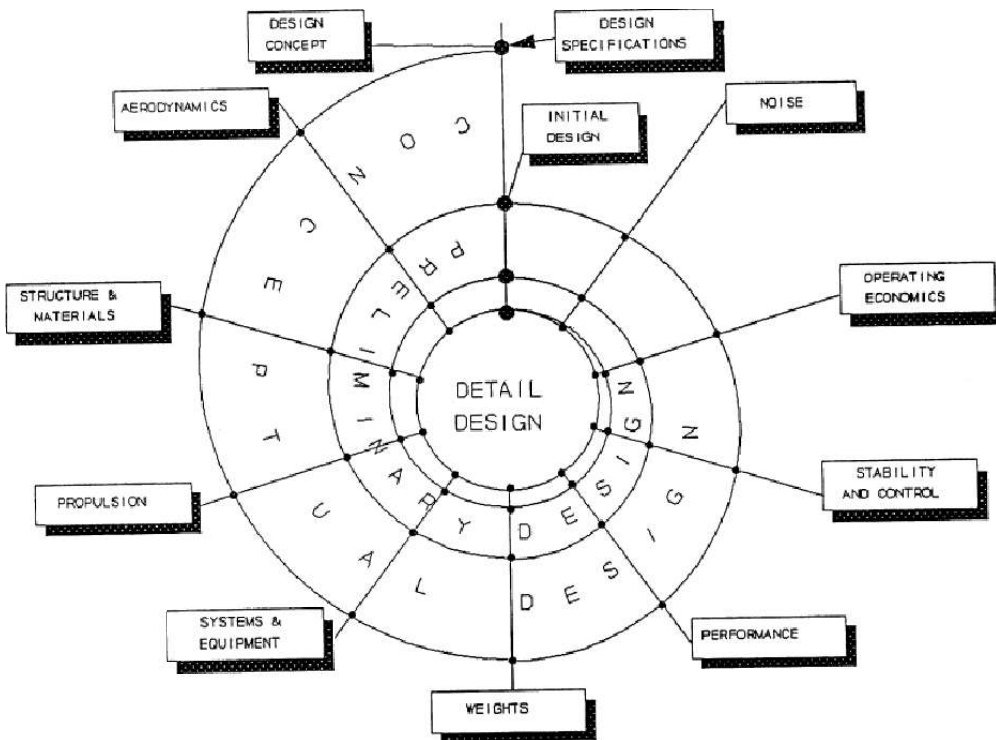 DESIGN
CONCEPT
DESIGN
SPECIFICATIONS
AERODYNAMICS
INITIAL
DESIGN
NOISE
STRUCTURE &
MATERIALS
OPERATING
ECONOMICS
CONCEPTUAL DESIGN
PRELIMINARY DESIGN
DETAIL
DESIGN
PROPULSION
STABILITY
AND CONTROL
SYSTEMS &
EQUIPMENT
PERFORMANCE
WEIGHTS